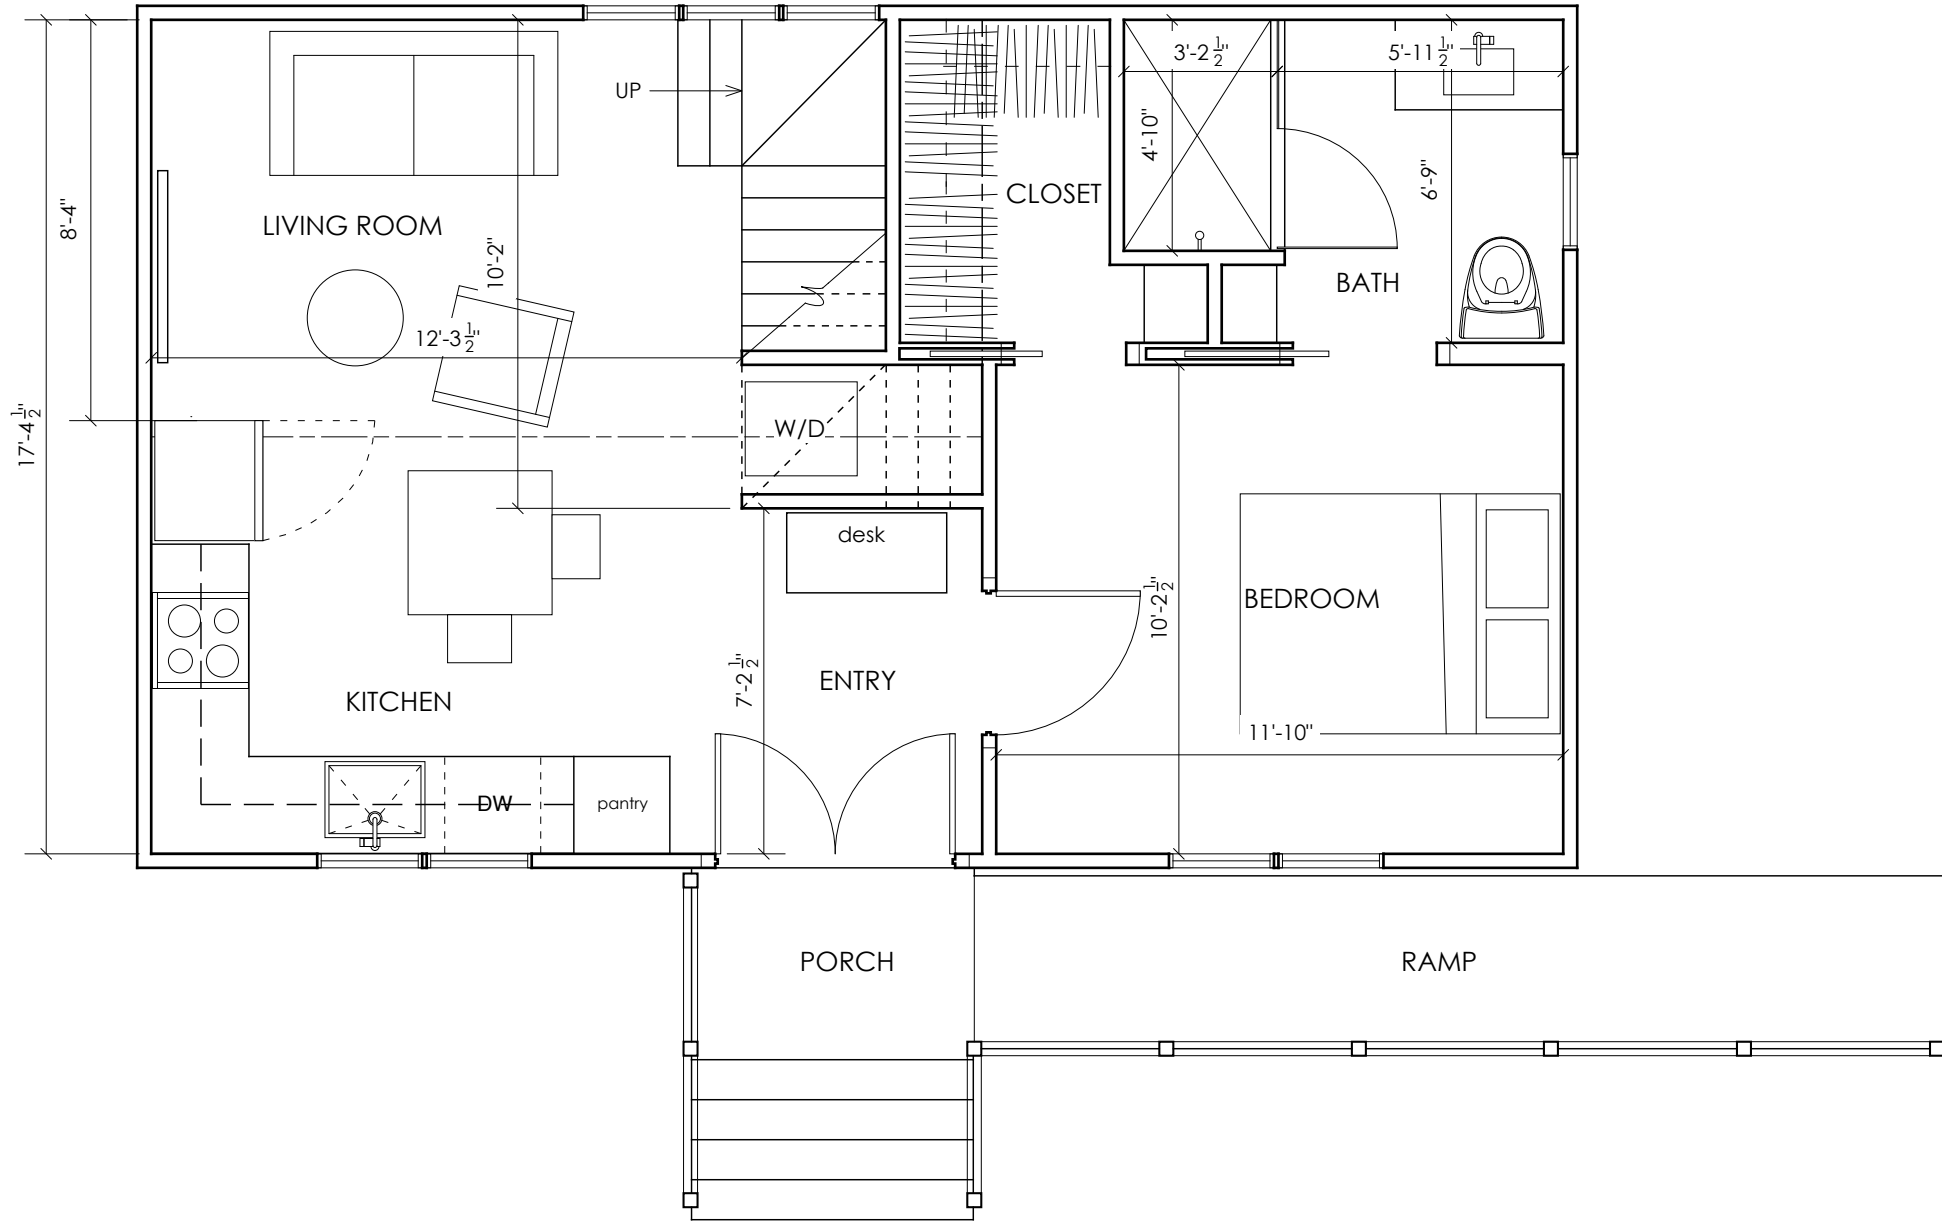 3'-2 1/2"
5'-11 1/2"
UP
4'-10"
6'-9"
CLOSET
8'-4"
LIVING ROOM
10'-2"
BATH
12'-3 1/2"
17'-4 1/2"
W/D
desk
BEDROOM
10'-2 1/2"
7'-2 1/2"
ENTRY
KITCHEN
11'-10"
DW
pantry
PORCH
RAMP